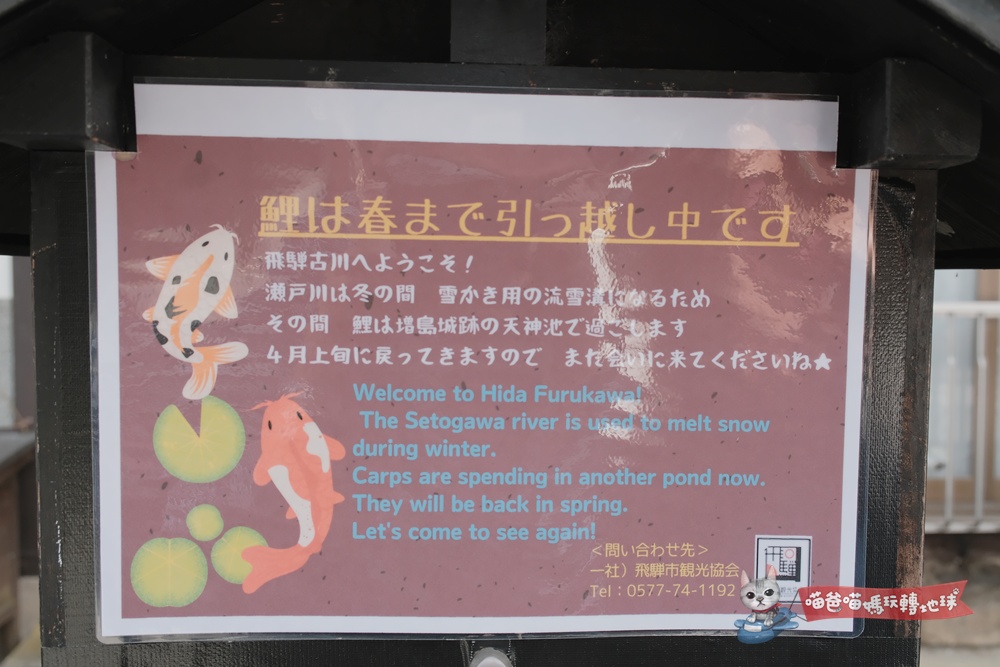 鯉は春まで引っ越し中です
飛騨古川へようこそ！
瀬戸川は冬の間　雪かき用の流雪溝になるため
その間　鯉は増島城跡の天神池で過ごします
４月上旬に戻ってきますので　また会いに来てくださいね★
Welcome to Hida Furukawa!
The Setogawa river is used to melt snow
during winter.
Carps are spending in another pond now.
They will be back in spring.
Let's come to see again!
＜問い合わせ先＞
一社）飛騨市観光協会
Tel：0577-74-1192
喵爸喵媽玩轉地球